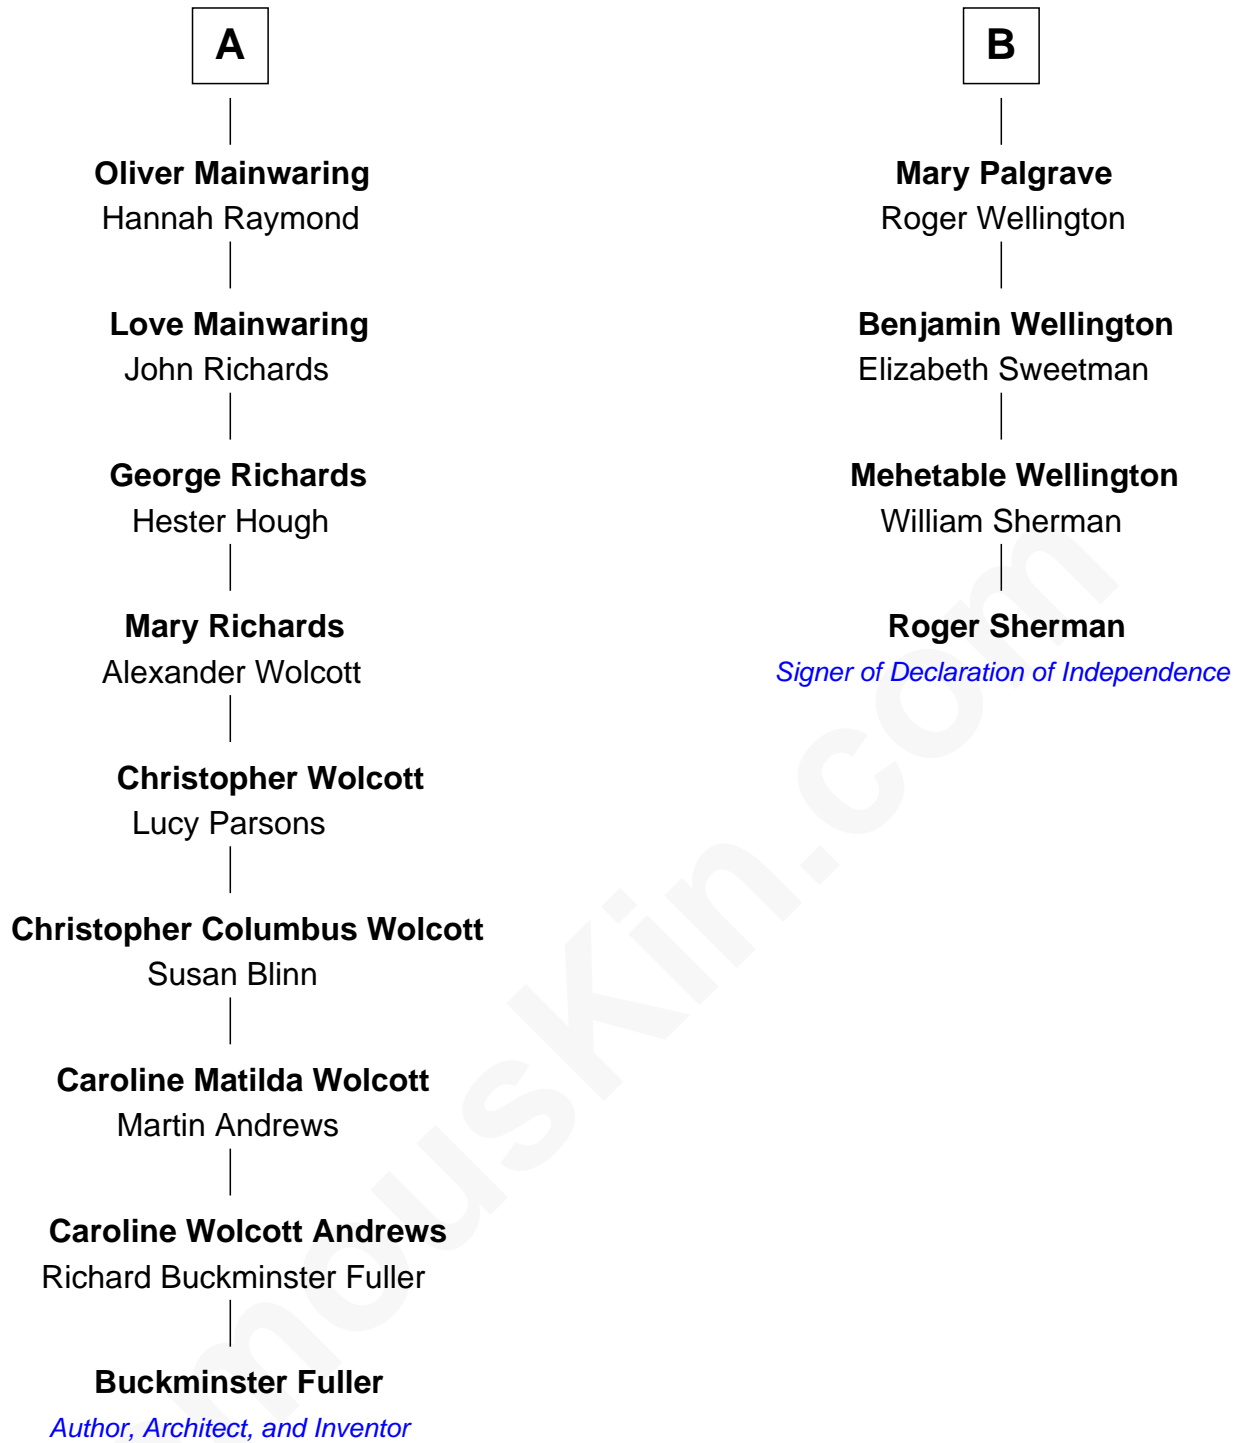 A
Oliver Mainwaring
Hannah Raymond
Love Mainwaring
John Richards
George Richards
Hester Hough
Mary Richards
Alexander Wolcott
Christopher Wolcott
Lucy Parsons
Christopher Columbus Wolcott
Susan Blinn
Caroline Matilda Wolcott
Martin Andrews
Caroline Wolcott Andrews
Richard Buckminster Fuller
Buckminster Fuller
Author, Architect, and Inventor
B
Mary Palgrave
Roger Wellington
Benjamin Wellington
Elizabeth Sweetman
Mehetable Wellington
William Sherman
Roger Sherman
Signer of Declaration of Independence
mouskin.com